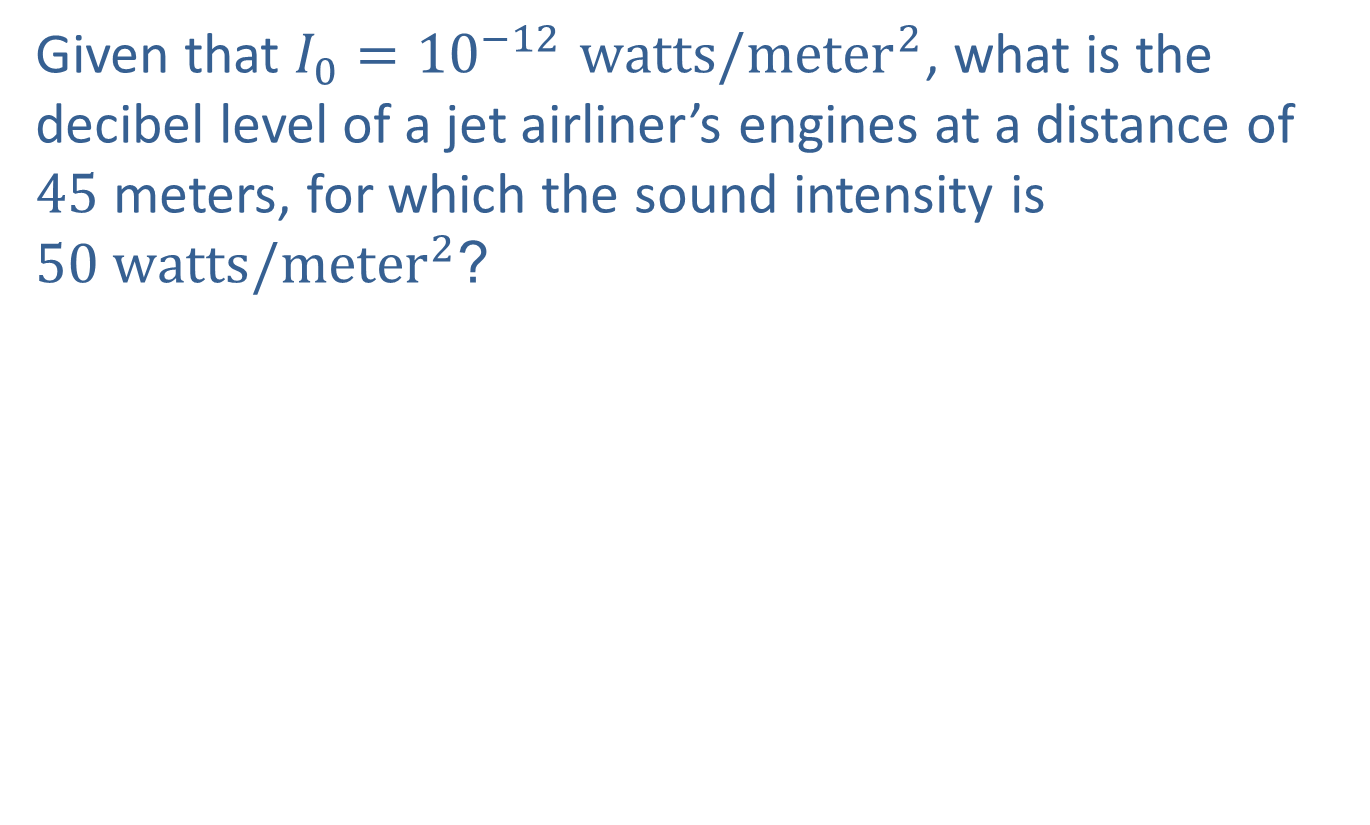 Given that I₀ = 10⁻¹² watts/meter², what is the
decibel level of a jet airliner’s engines at a distance of
45 meters, for which the sound intensity is
50 watts/meter²?